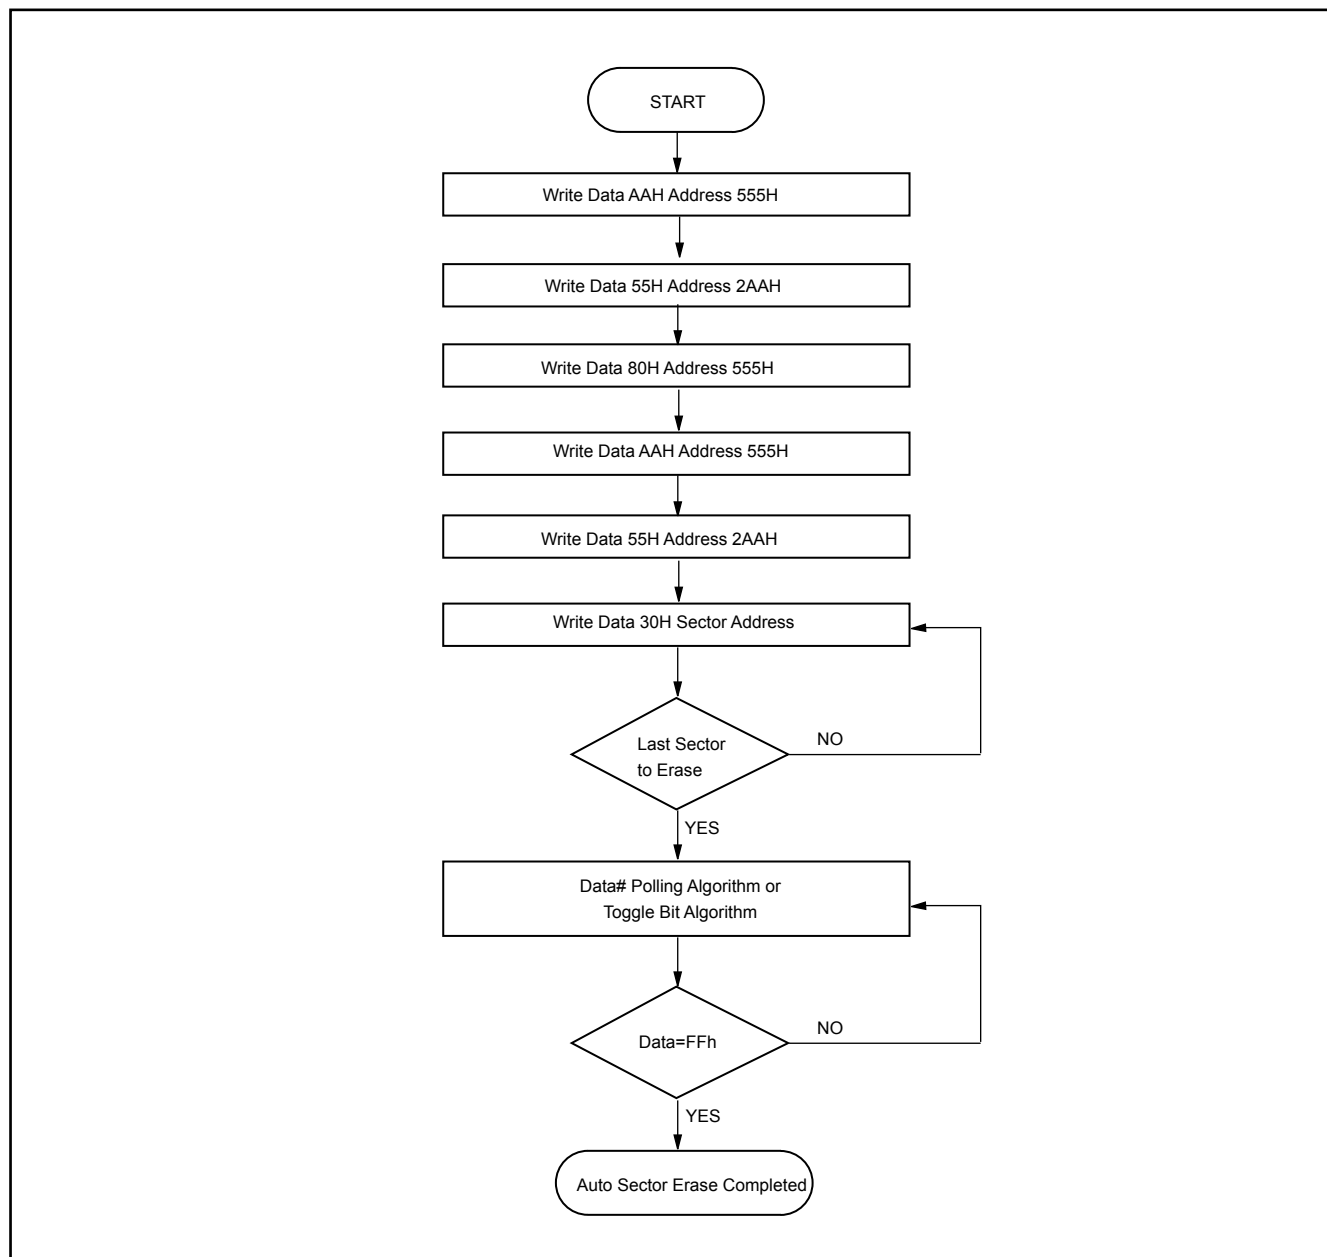 START
Write Data AAH Address 555H
Write Data 55H Address 2AAH
Write Data 80H Address 555H
Write Data AAH Address 555H
Write Data 55H Address 2AAH
Write Data 30H Sector Address
Last Sector
to Erase
NO
YES
Data# Polling Algorithm or
Toggle Bit Algorithm
Data=FFh
NO
YES
Auto Sector Erase Completed